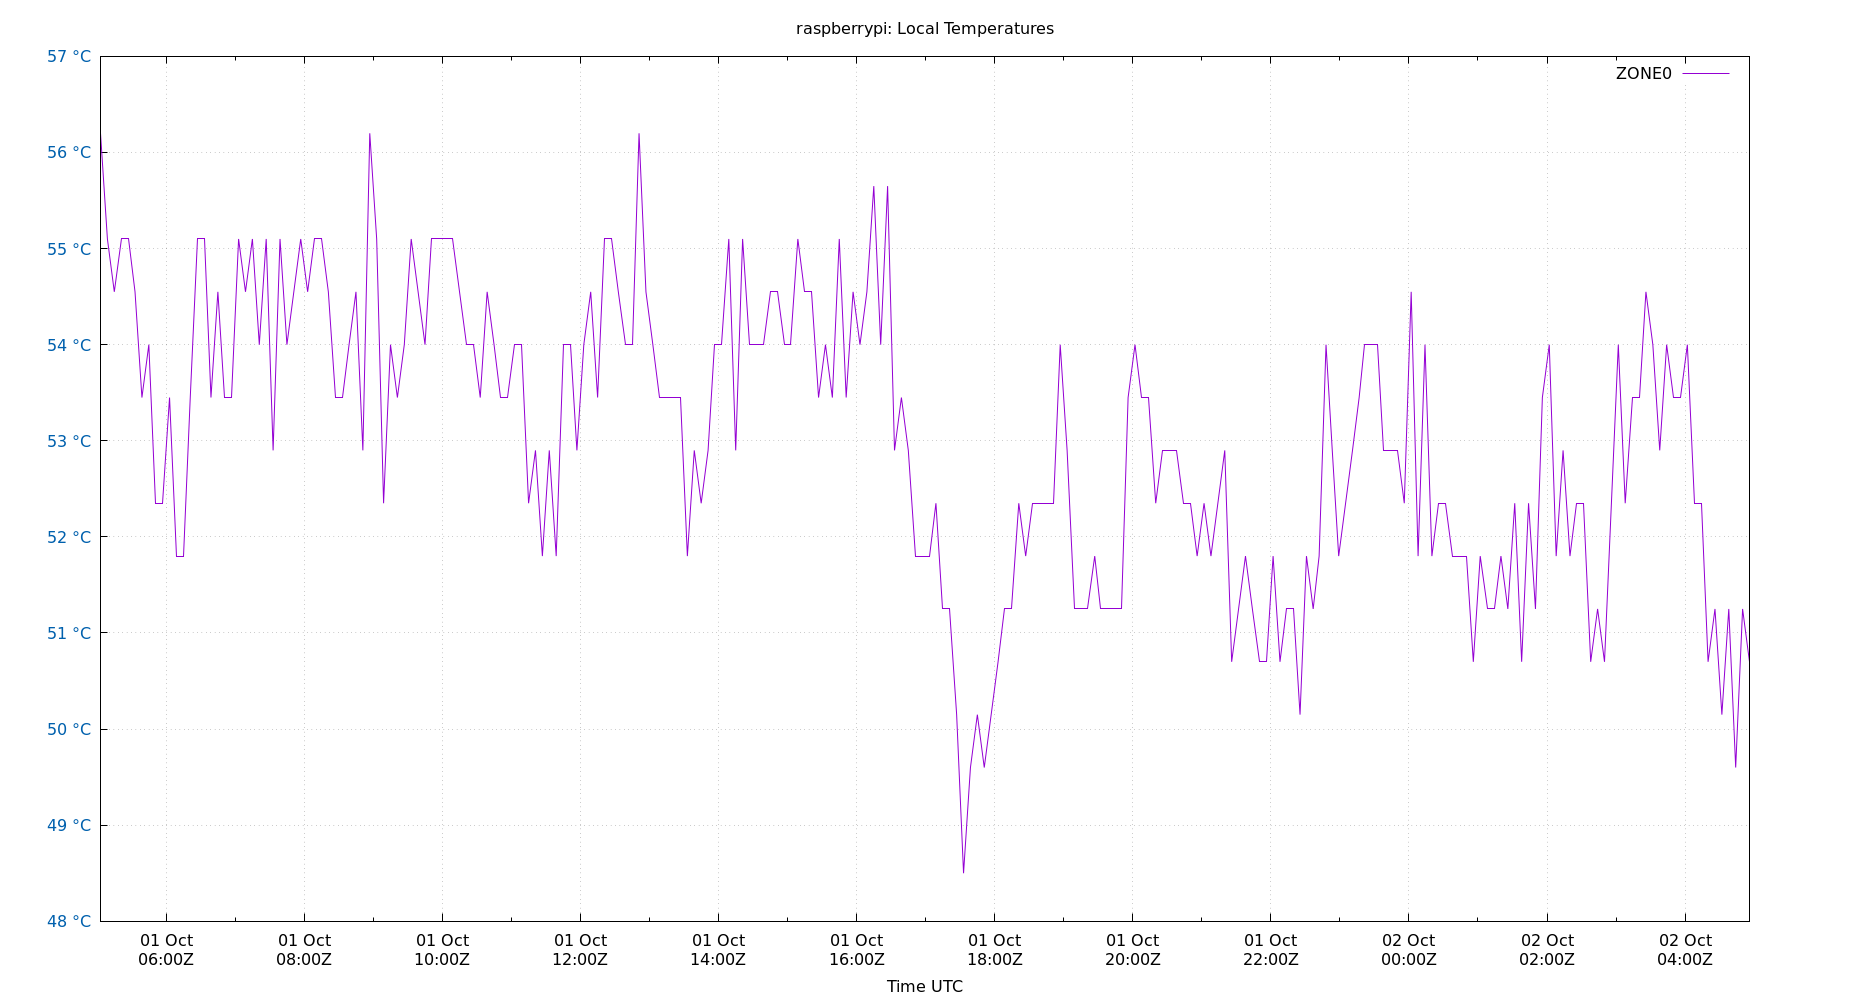 raspberrypi: Local Temperatures
57 °C
ZONE0
56 °C
55 °C
54 °C
53 °C
52 °C
51 °C
50 °C
49 °C
48 °C
01 Oct 01 Oct 01 Oct 01 Oct 01 Oct 01 Oct 01 Oct 01 Oct 01 Oct 02 Oct 02 Oct 02 Oct
06:00Z 08:00Z 10:00Z 12:00Z 14:00Z 16:00Z 18:00Z 20:00Z 22:00Z 00:00Z 02:00Z 04:00Z
Time UTC